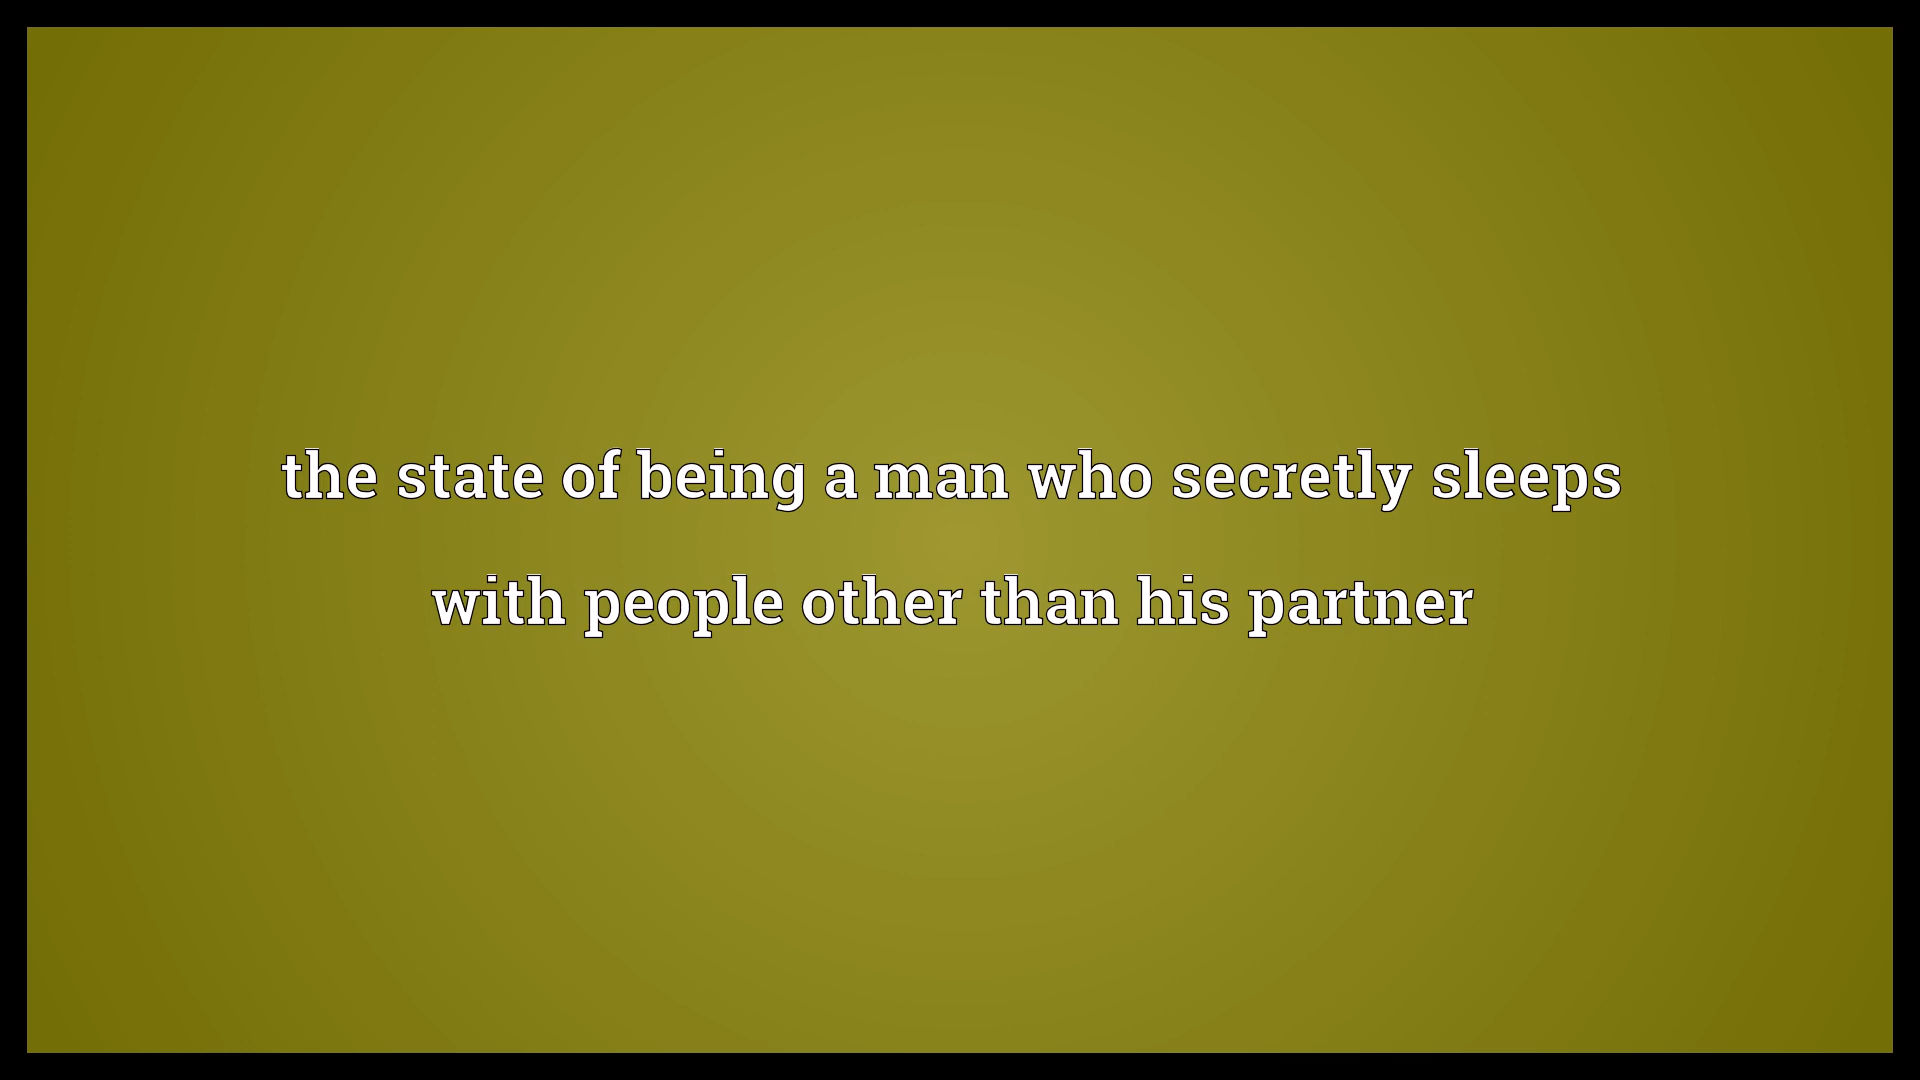 the state of being a man who secretly sleeps
with people other than his partner